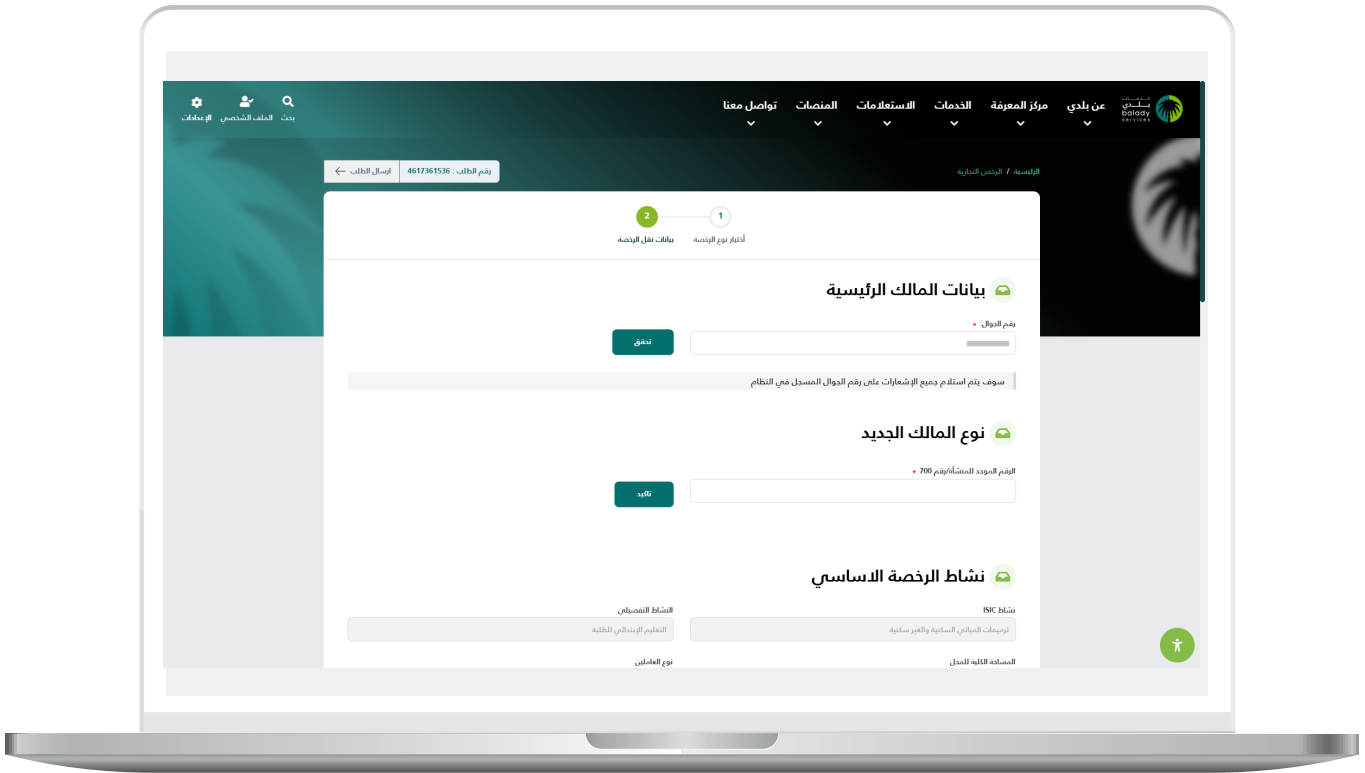 خدمات
بلدي
balady
services
عن بلدي
مركز المعرفة
الخدمات
الاستعلامات
المنصات
تواصل معنا
بحث
الملف الشخصي
الإعدادات
الرئيسية / الرخص التجارية
رقم الطلب : 4617361536
ارسال الطلب
1
2
أختيار نوع الرخصة
بيانات نقل الرخصة
بيانات المالك الرئيسية
رقم الجوال: *
تحقق
سوف يتم استلام جميع الإشعارات على رقم الجوال المسجل في النظام
نوع المالك الجديد
الرقم الموحد للمنشأة/رقم 700 *
تاكيد
نشاط الرخصة الاساسي
نشاط ISIC
النشاط التفصيلي
ترميمات المباني السكنية والغير سكنية
التعليم الإبتدائي للطلبة
المساحة الكلية للمحل
نوع العاملين